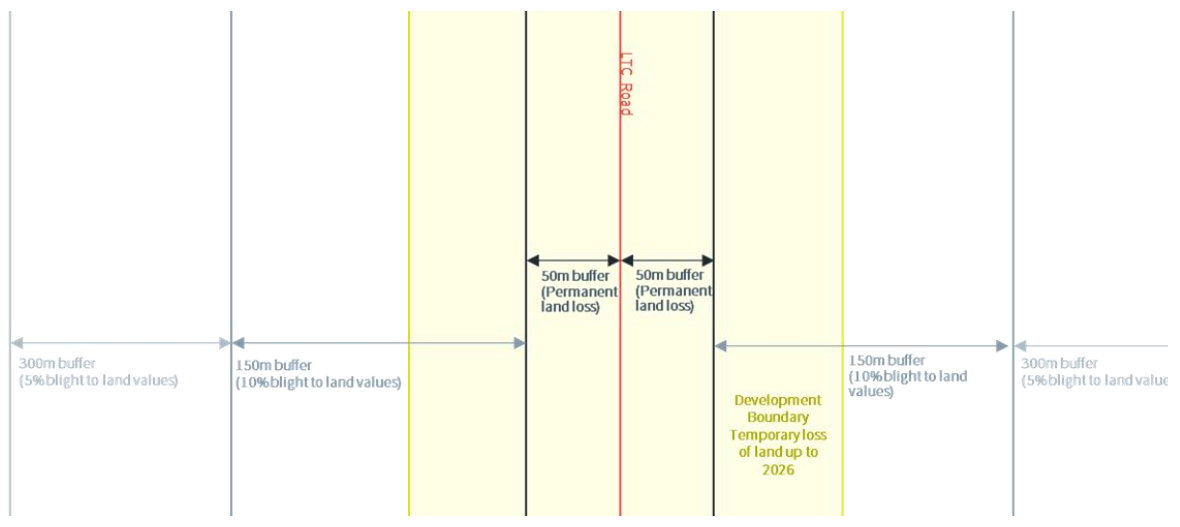 LTC Road
50m buffer
(Permanent
land loss)
50m buffer
(Permanent
land loss)
300m buffer
(5% blight to land values)
150m buffer
(10% blight to land values)
150m buffer
(10% blight to land
values)
300m buffer
(5% blight to land value
Development
Boundary
Temporary loss
of land up to
2026